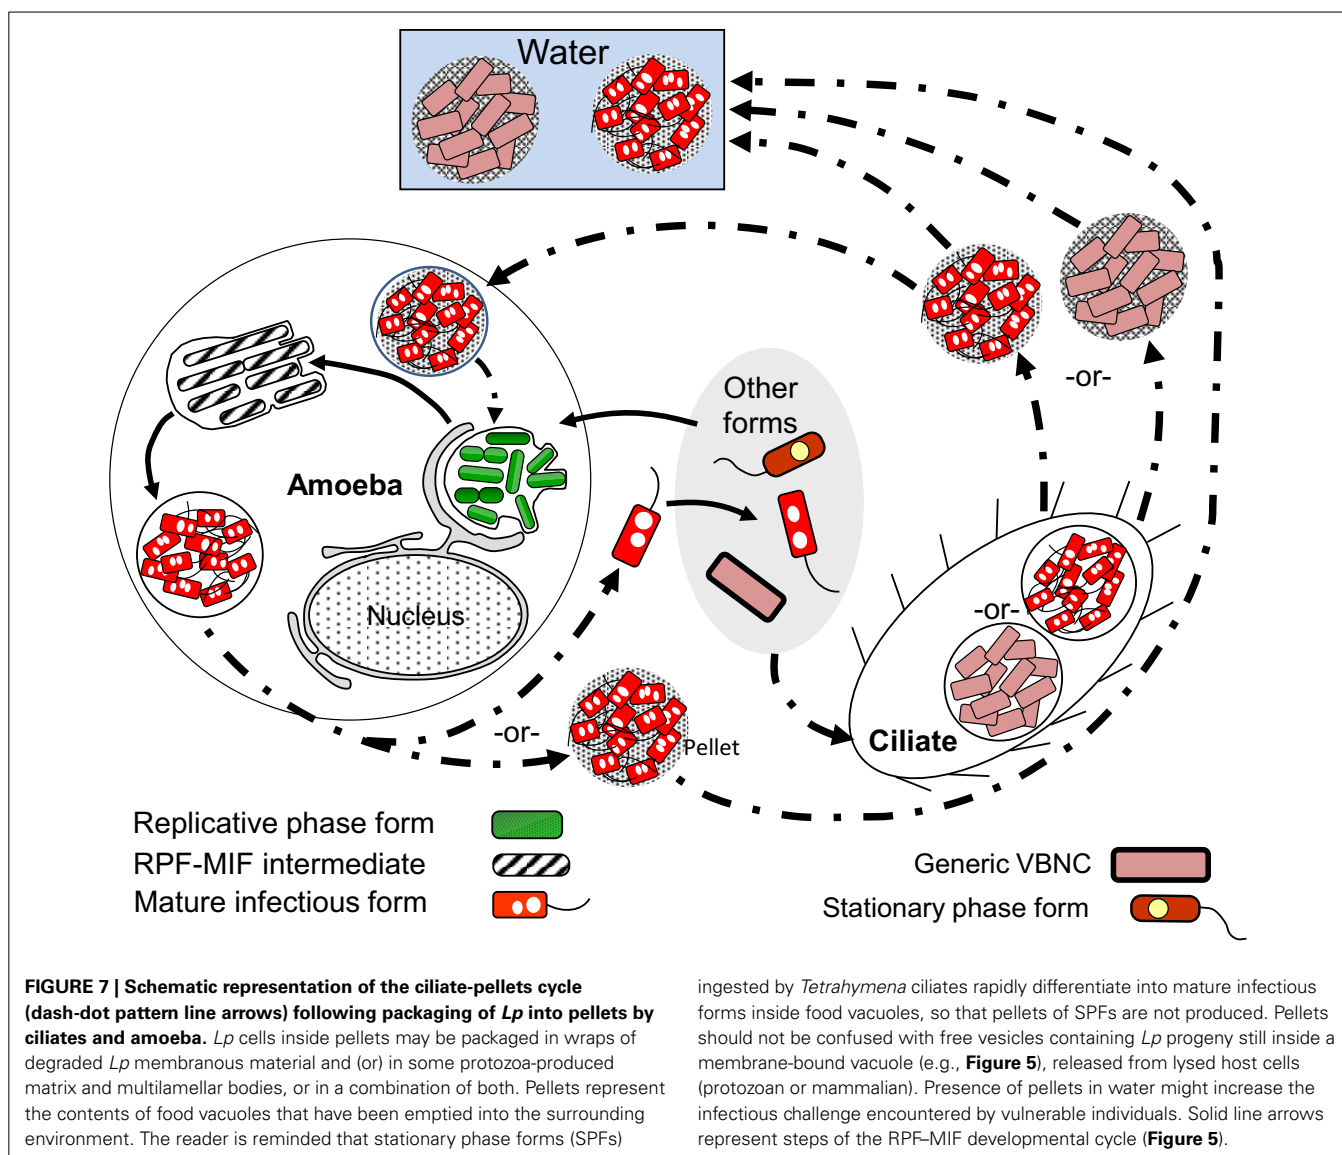 Water
Other
forms
-or-
Amoeba
Nucleus
-or-
Ciliate
-or-
Pellet
Replicative phase form
RPF-MIF intermediate
Mature infectious form
Generic VBNC
Stationary phase form
FIGURE 7 | Schematic representation of the ciliate-pellets cycle
(dash-dot pattern line arrows) following packaging of Lp into pellets by
ciliates and amoeba. Lp cells inside pellets may be packaged in wraps of
degraded Lp membranous material and (or) in some protozoa-produced
matrix and multilamellar bodies, or in a combination of both. Pellets represent
the contents of food vacuoles that have been emptied into the surrounding
environment. The reader is reminded that stationary phase forms (SPFs)
ingested by Tetrahymena ciliates rapidly differentiate into mature infectious
forms inside food vacuoles, so that pellets of SPFs are not produced. Pellets
should not be confused with free vesicles containing Lp progeny still inside a
membrane-bound vacuole (e.g., Figure 5), released from lysed host cells
(protozoan or mammalian). Presence of pellets in water might increase the
infectious challenge encountered by vulnerable individuals. Solid line arrows
represent steps of the RPF–MIF developmental cycle (Figure 5).